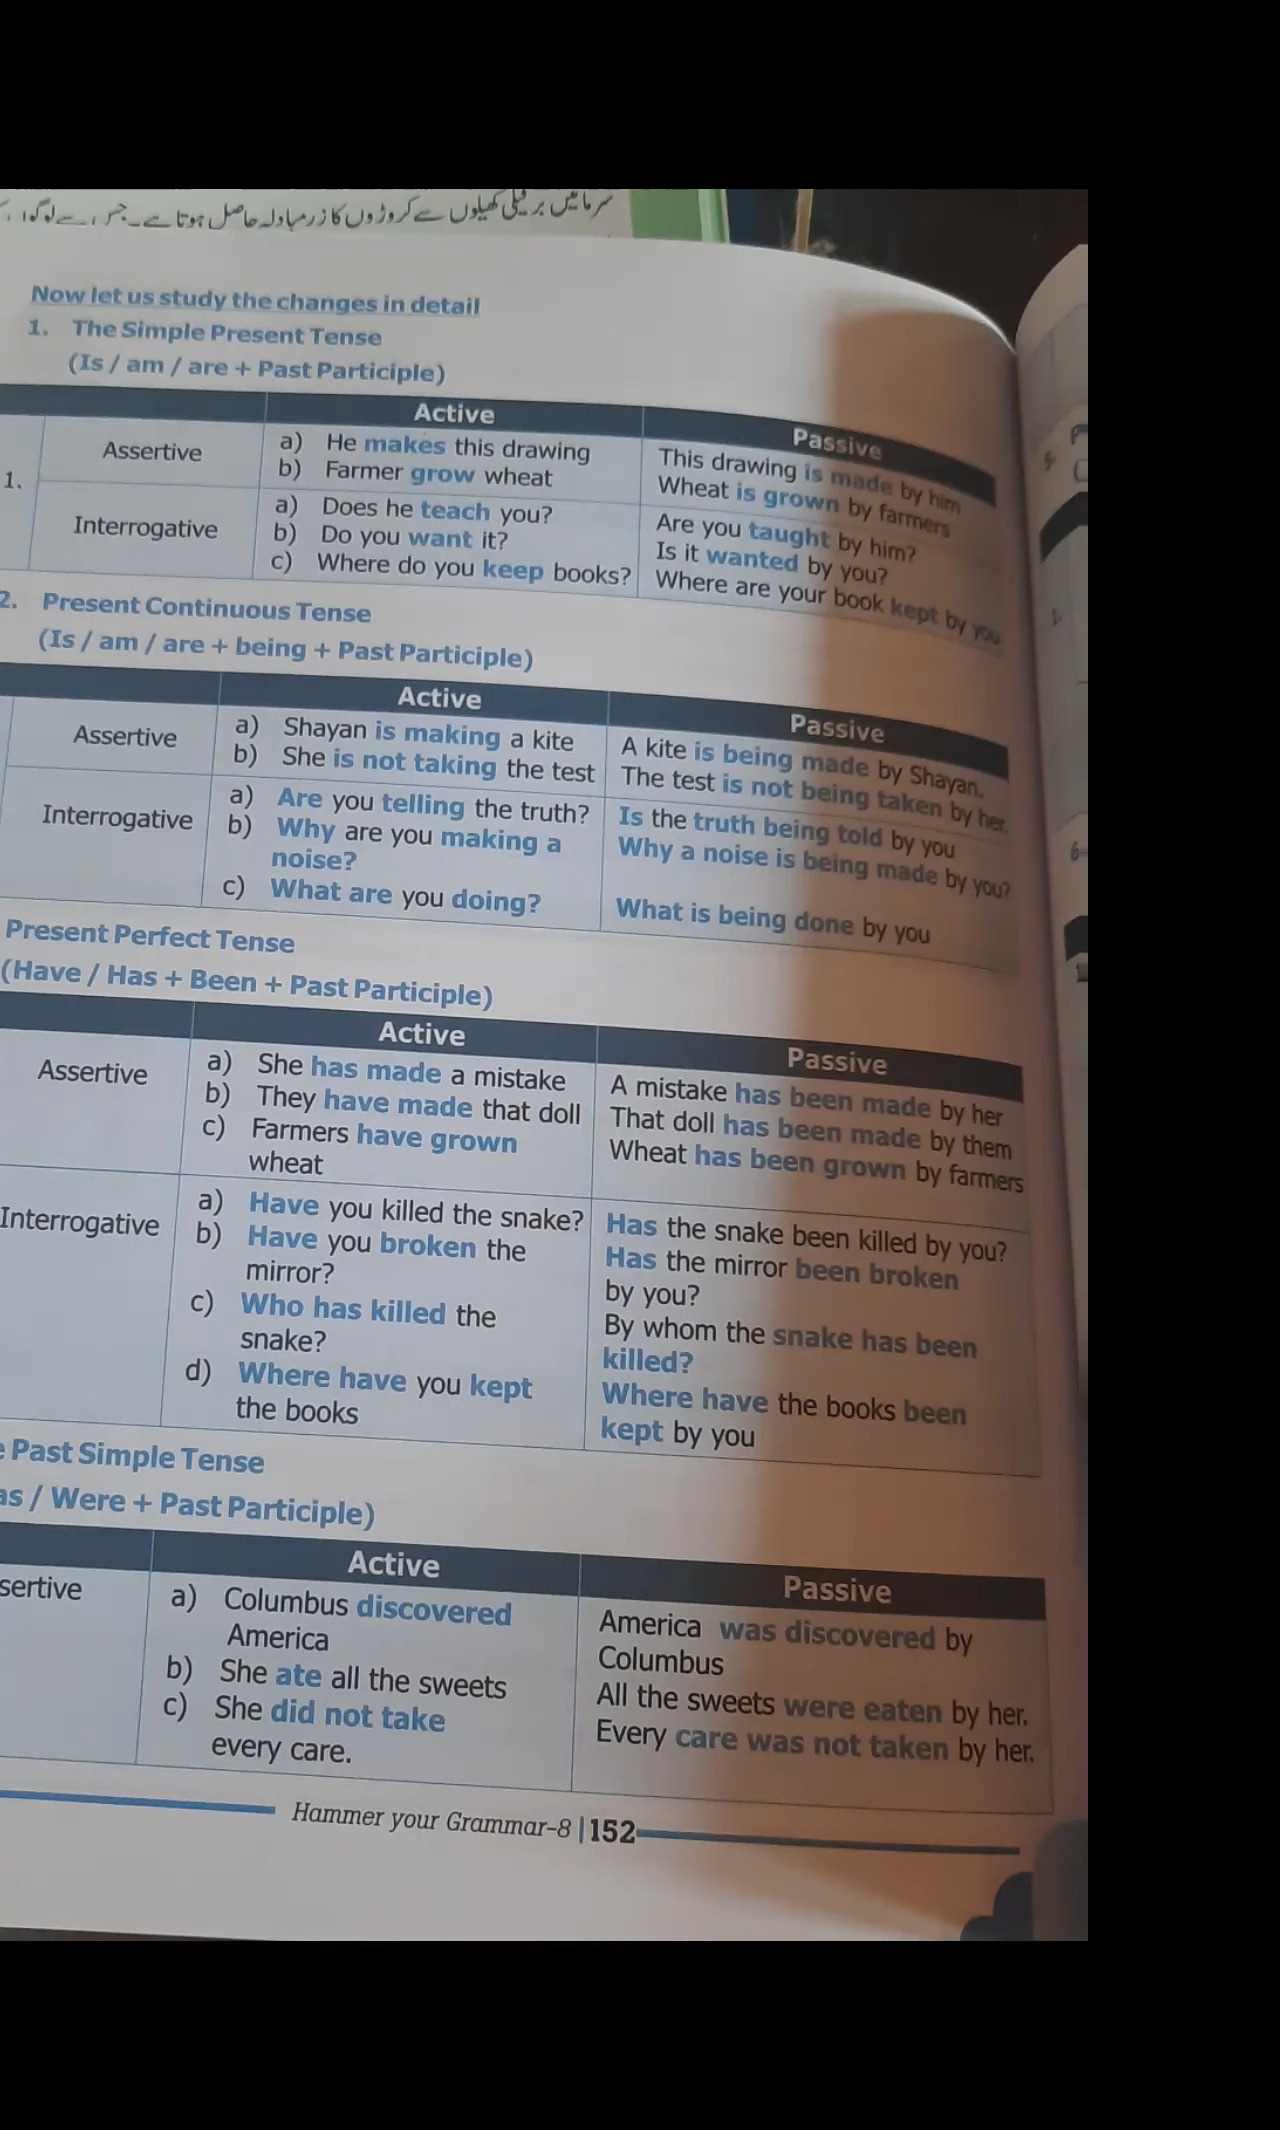 سرمائیں برفیلی کھیلوں سے کروڑوں کا زرمبادلہ حاصل ہوتا ہے۔ جس سے
Now let us study the changes in detail
1. The Simple Present Tense
(Is / am / are + Past Participle)
Active Passive
1. Assertive a) He makes this drawing This drawing is made by him
b) Farmer grow wheat Wheat is grown by farmers
Interrogative a) Does he teach you? Are you taught by him?
b) Do you want it? Is it wanted by you?
c) Where do you keep books? Where are your book kept by you
2. Present Continuous Tense
(Is / am / are + being + Past Participle)
Active Passive
Assertive a) Shayan is making a kite A kite is being made by Shayan.
b) She is not taking the test The test is not being taken by her.
Interrogative a) Are you telling the truth? Is the truth being told by you
b) Why are you making a Why a noise is being made by you?
noise?
c) What are you doing? What is being done by you
Present Perfect Tense
(Have / Has + Been + Past Participle)
Active Passive
Assertive a) She has made a mistake A mistake has been made by her
b) They have made that doll That doll has been made by them
c) Farmers have grown Wheat has been grown by farmers
wheat
Interrogative a) Have you killed the snake? Has the snake been killed by you?
b) Have you broken the Has the mirror been broken
mirror? by you?
c) Who has killed the By whom the snake has been
snake? killed?
d) Where have you kept Where have the books been
the books kept by you
e Past Simple Tense
as / Were + Past Participle)
Active Passive
sertive a) Columbus discovered America was discovered by
America Columbus
b) She ate all the sweets All the sweets were eaten by her.
c) She did not take Every care was not taken by her.
every care.
Hammer your Grammar-8 | 152